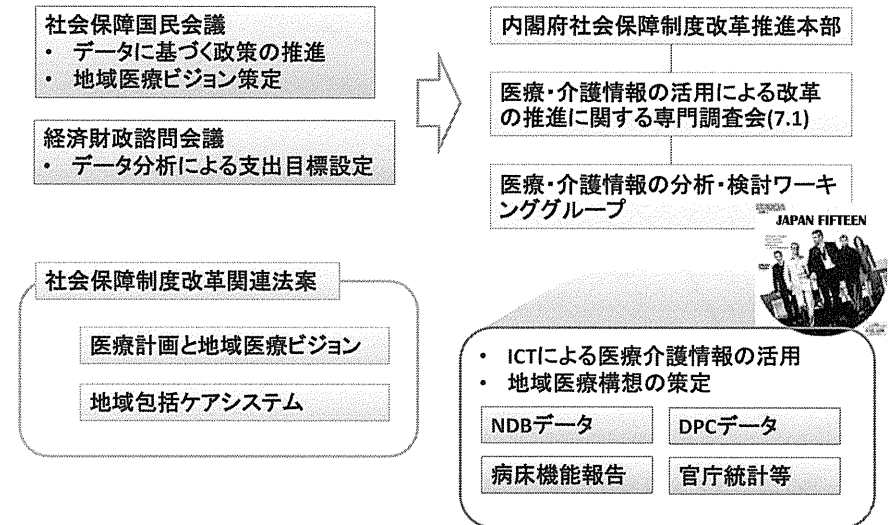 社会保障国民会議
・ データに基づく政策の推進
・ 地域医療ビジョン策定
経済財政諮問会議
・ データ分析による支出目標設定
内閣府社会保障制度改革推進本部
医療・介護情報の活用による改革
の推進に関する専門調査会(7.1)
医療・介護情報の分析・検討ワーキ
ンググループ
JAPAN FIFTEEN
社会保障制度改革関連法案
医療計画と地域医療ビジョン
地域包括ケアシステム
・ ICTによる医療介護情報の活用
・ 地域医療構想の策定
NDBデータ
DPCデータ
病床機能報告
官庁統計等